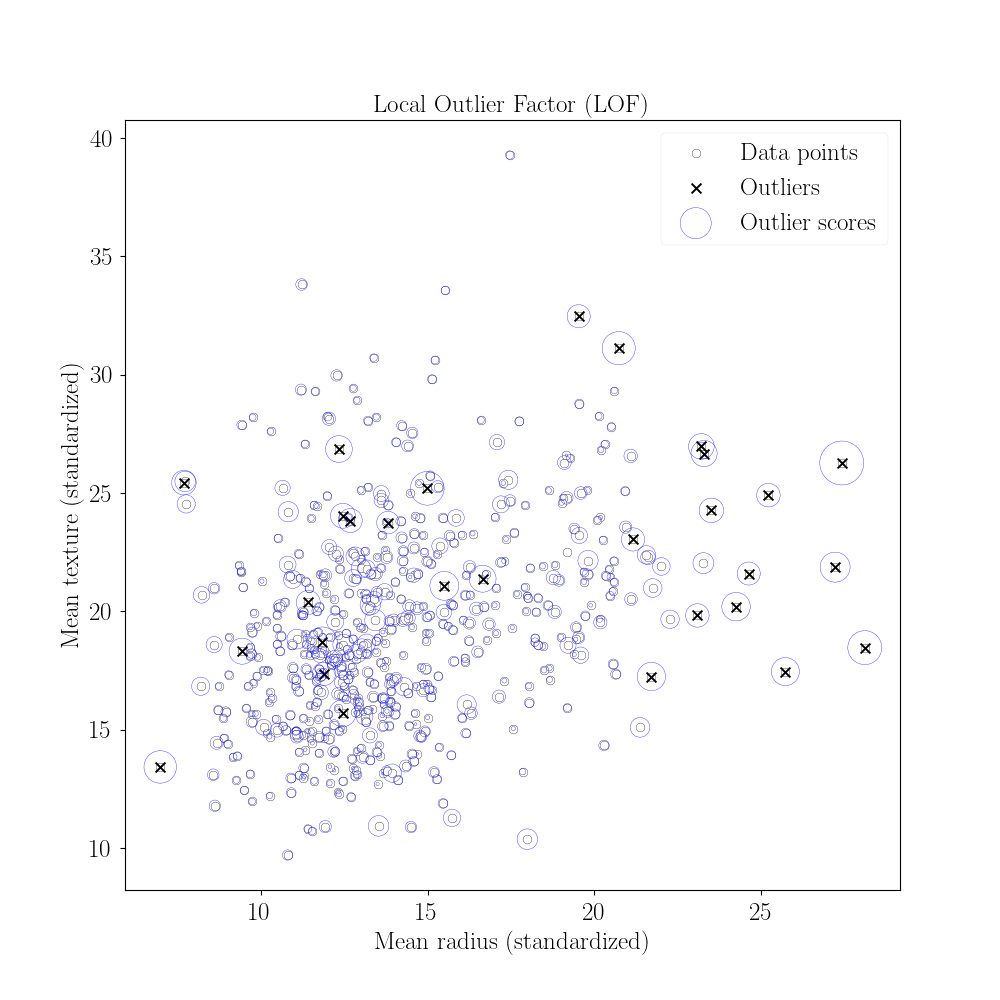 Local Outlier Factor (LOF)
Data points
Outliers
Outlier scores
40
35
30
25
20
15
10
Mean texture (standardized)
10 15 20 25
Mean radius (standardized)